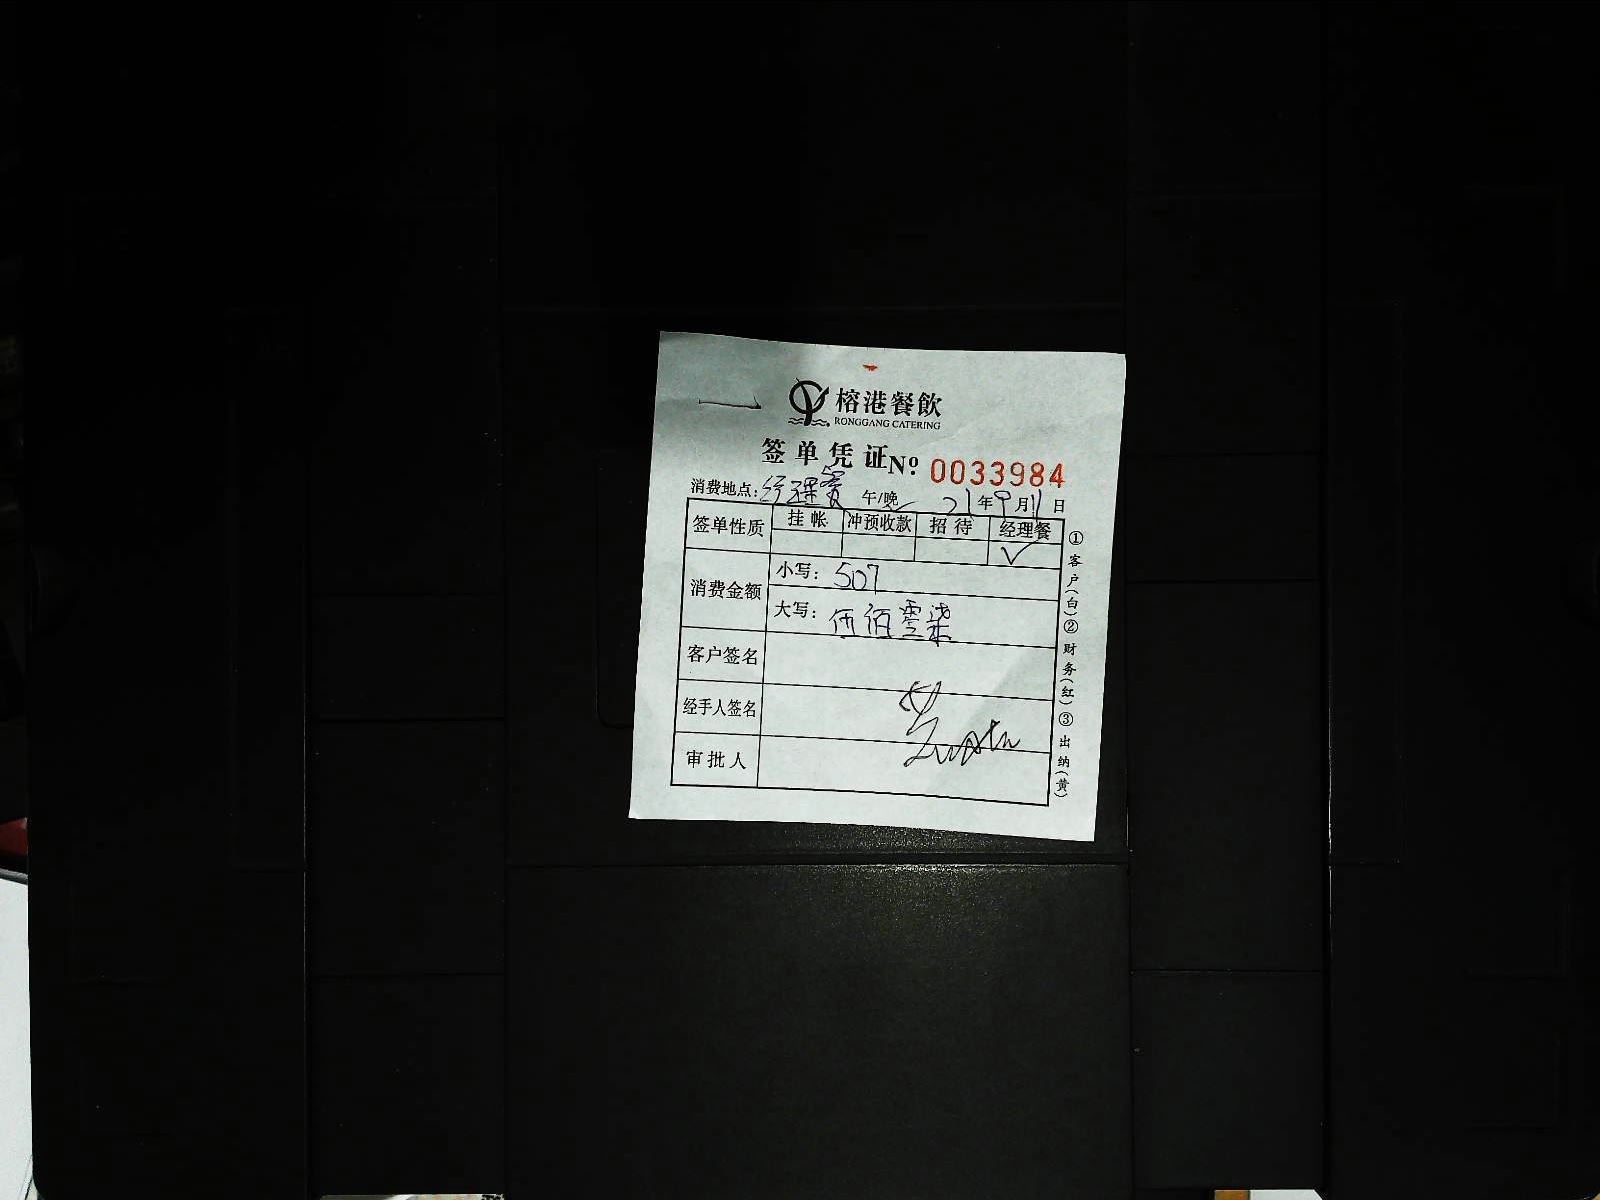 榕港餐飲
RONGGANG CATERING
签单凭证 Nº 0033984
消费地点：经理餐 午/晚 21年9月11日
签单性质 挂帐 冲预收款 招待 经理餐
✓
消费金额 小写：507
大写：伍佰零柒
客户签名
经手人签名
审批人
①客户(白)②财务(红)③出纳(黄)